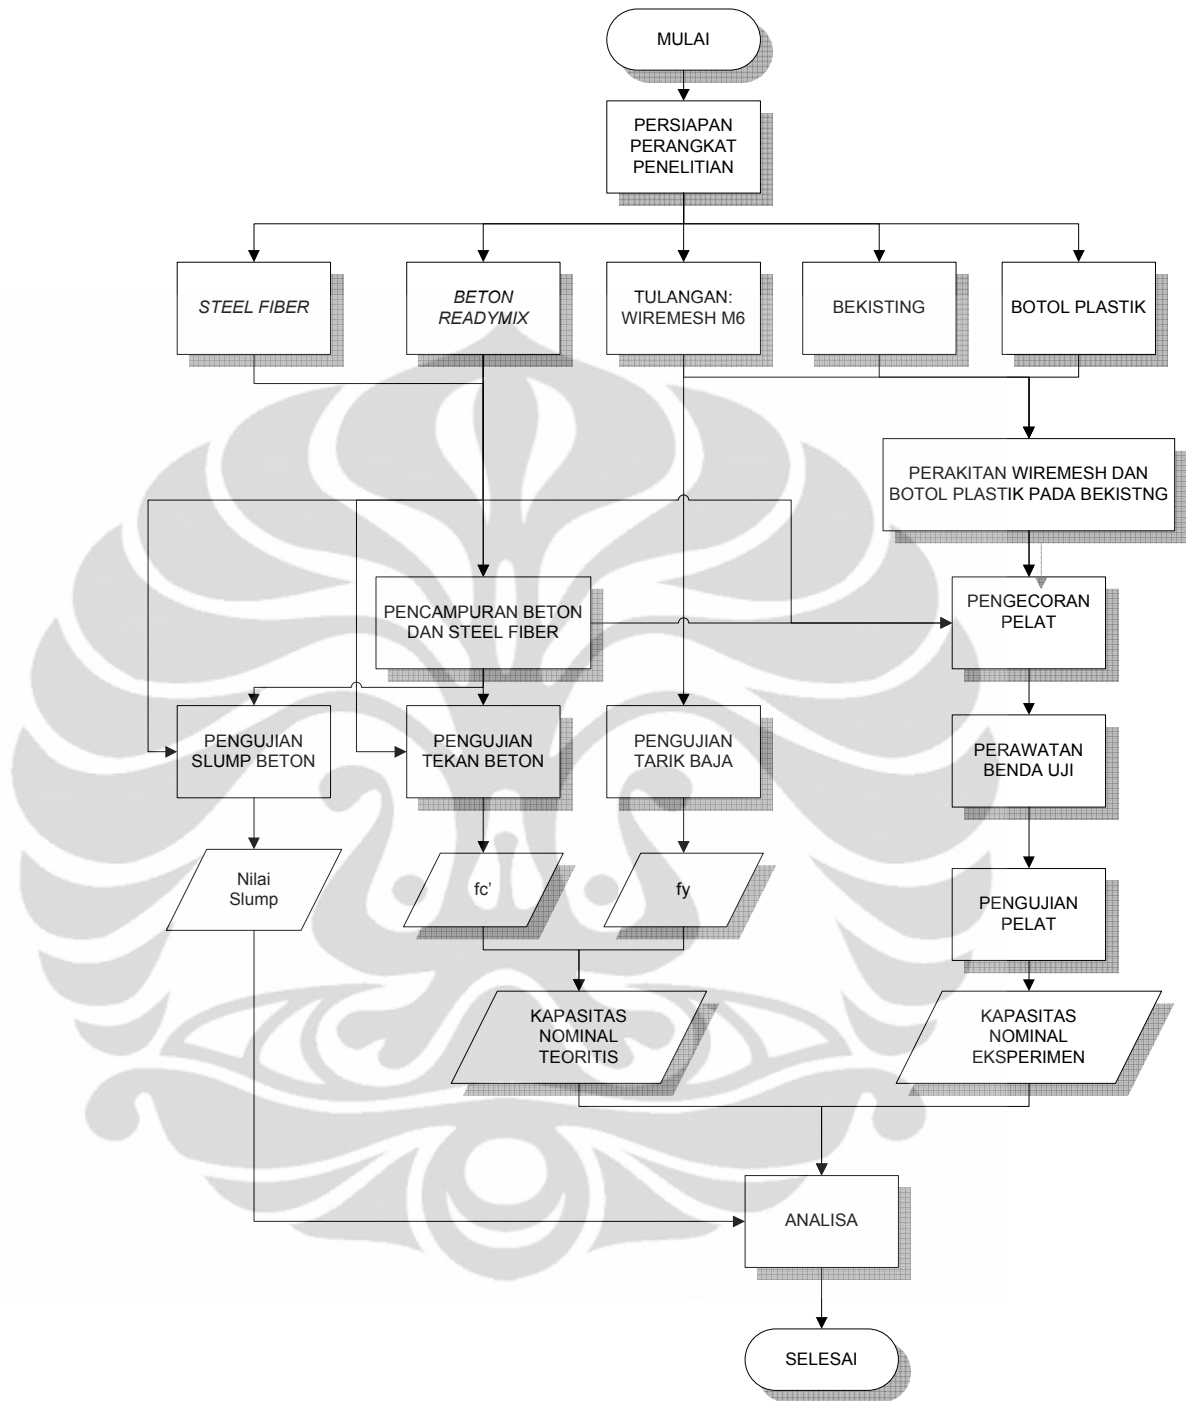 MULAI
PERSIAPAN
PERANGKAT
PENELITIAN
STEEL FIBER
BETON
READYMIX
TULANGAN:
WIREMESH M6
BEKISTING
BOTOL PLASTIK
PERAKITAN WIREMESH DAN
BOTOL PLASTIK PADA BEKISTNG
PENCAMPURAN BETON
DAN STEEL FIBER
PENGECORAN
PELAT
PENGUJIAN
SLUMP BETON
PENGUJIAN
TEKAN BETON
PENGUJIAN
TARIK BAJA
PERAWATAN
BENDA UJI
Nilai
Slump
fc'
fy
PENGUJIAN
PELAT
KAPASITAS
NOMINAL
TEORITIS
KAPASITAS
NOMINAL
EKSPERIMEN
ANALISA
SELESAI